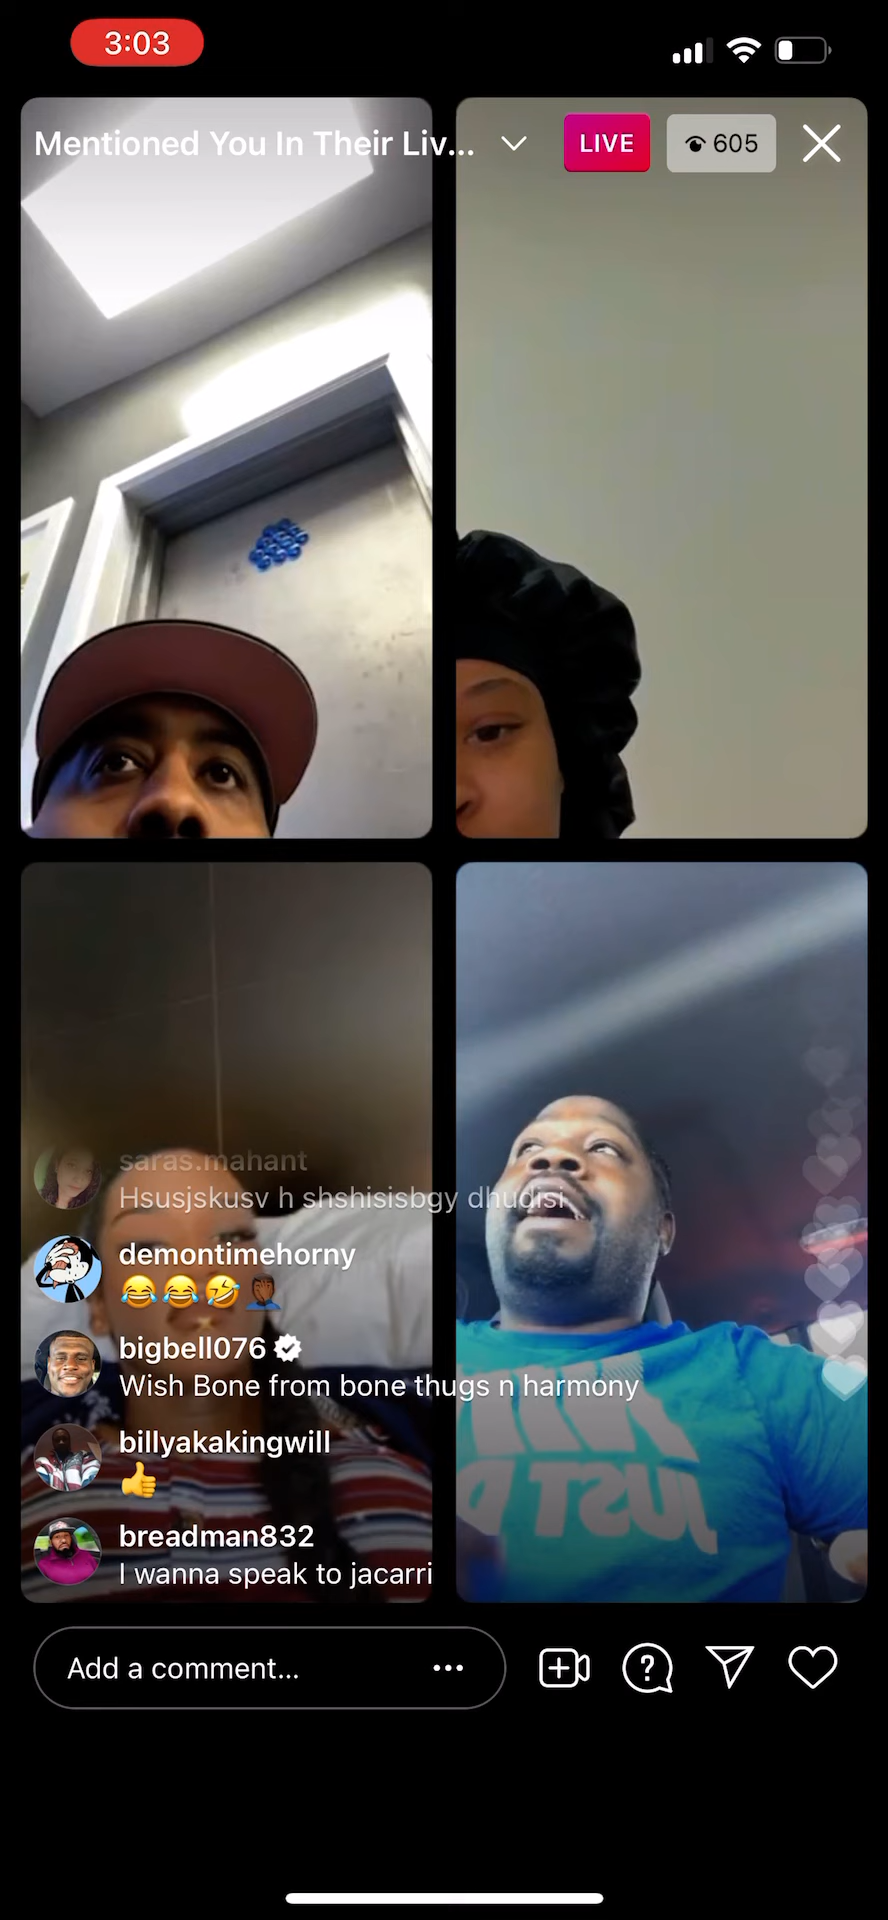 3:03
Mentioned You In Their Liv...
LIVE
605
saras.mahant
Hsusjskusv h shshisisbgy dhudisi
demontimehorny
😂😂🤣🤦🏾‍♂️
bigbell076
Wish Bone from bone thugs n harmony
billyakakingwill
👍
breadman832
I wanna speak to jacarri
JUST D
Add a comment...